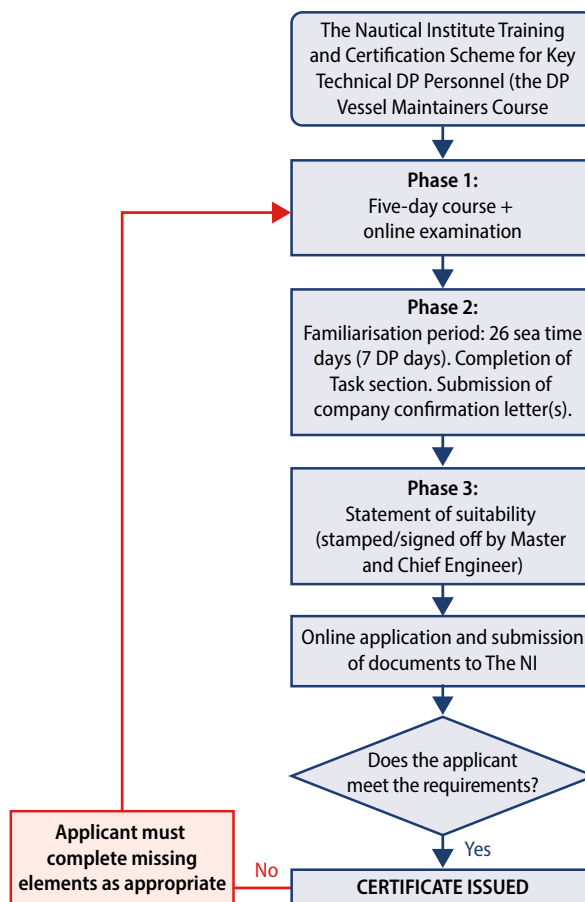 The Nautical Institute Training
and Certification Scheme for Key
Technical DP Personnel (the DP
Vessel Maintainers Course
Phase 1:
Five-day course +
online examination
Phase 2:
Familiarisation period: 26 sea time
days (7 DP days). Completion of
Task section. Submission of
company confirmation letter(s).
Phase 3:
Statement of suitability
(stamped/signed off by Master
and Chief Engineer)
Online application and submission
of documents to The NI
Does the applicant
meet the requirements?
Yes
Applicant must
complete missing
elements as appropriate
No
CERTIFICATE ISSUED